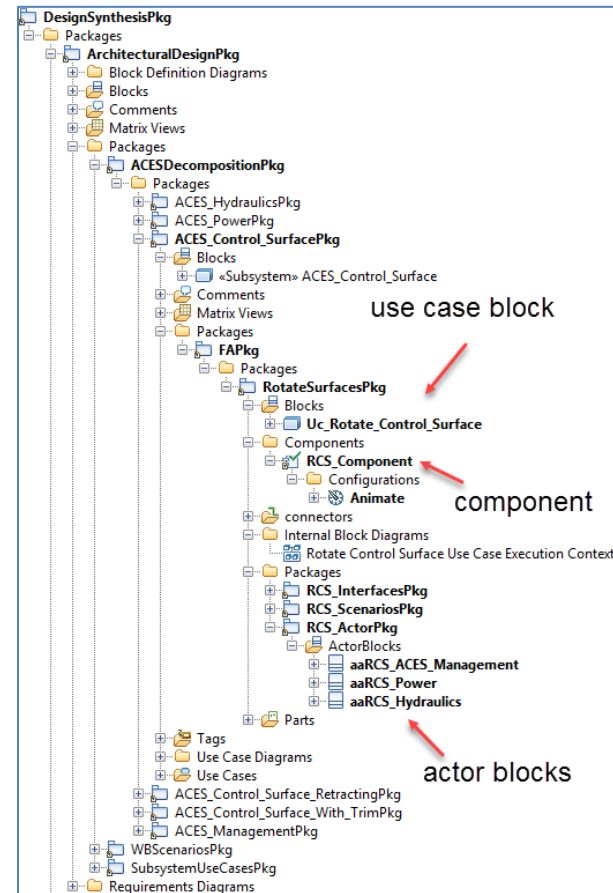 DesignSynthesisPkg
Packages
ArchitecturalDesignPkg
Block Definition Diagrams
Blocks
Comments
Matrix Views
Packages
ACESDecompositionPkg
Packages
ACES_HydraulicsPkg
ACES_PowerPkg
ACES_Control_SurfacePkg
Blocks
«Subsystem» ACES_Control_Surface
Comments
Matrix Views
use case block
Packages
FAPkg
Packages
RotateSurfacesPkg
Blocks
Uc_Rotate_Control_Surface
Components
RCS_Component
Configurations
Animate
component
connectors
Internal Block Diagrams
Rotate Control Surface Use Case Execution Context
Packages
RCS_InterfacesPkg
RCS_ScenariosPkg
RCS_ActorPkg
ActorBlocks
aaRCS_ACES_Management
aaRCS_Power
aaRCS_Hydraulics
Parts
Tags
Use Case Diagrams
actor blocks
Use Cases
ACES_Control_Surface_RetractingPkg
ACES_Control_Surface_With_TrimPkg
ACES_ManagementPkg
WBScenariosPkg
SubsystemUseCasesPkg
Requirements Diagrams